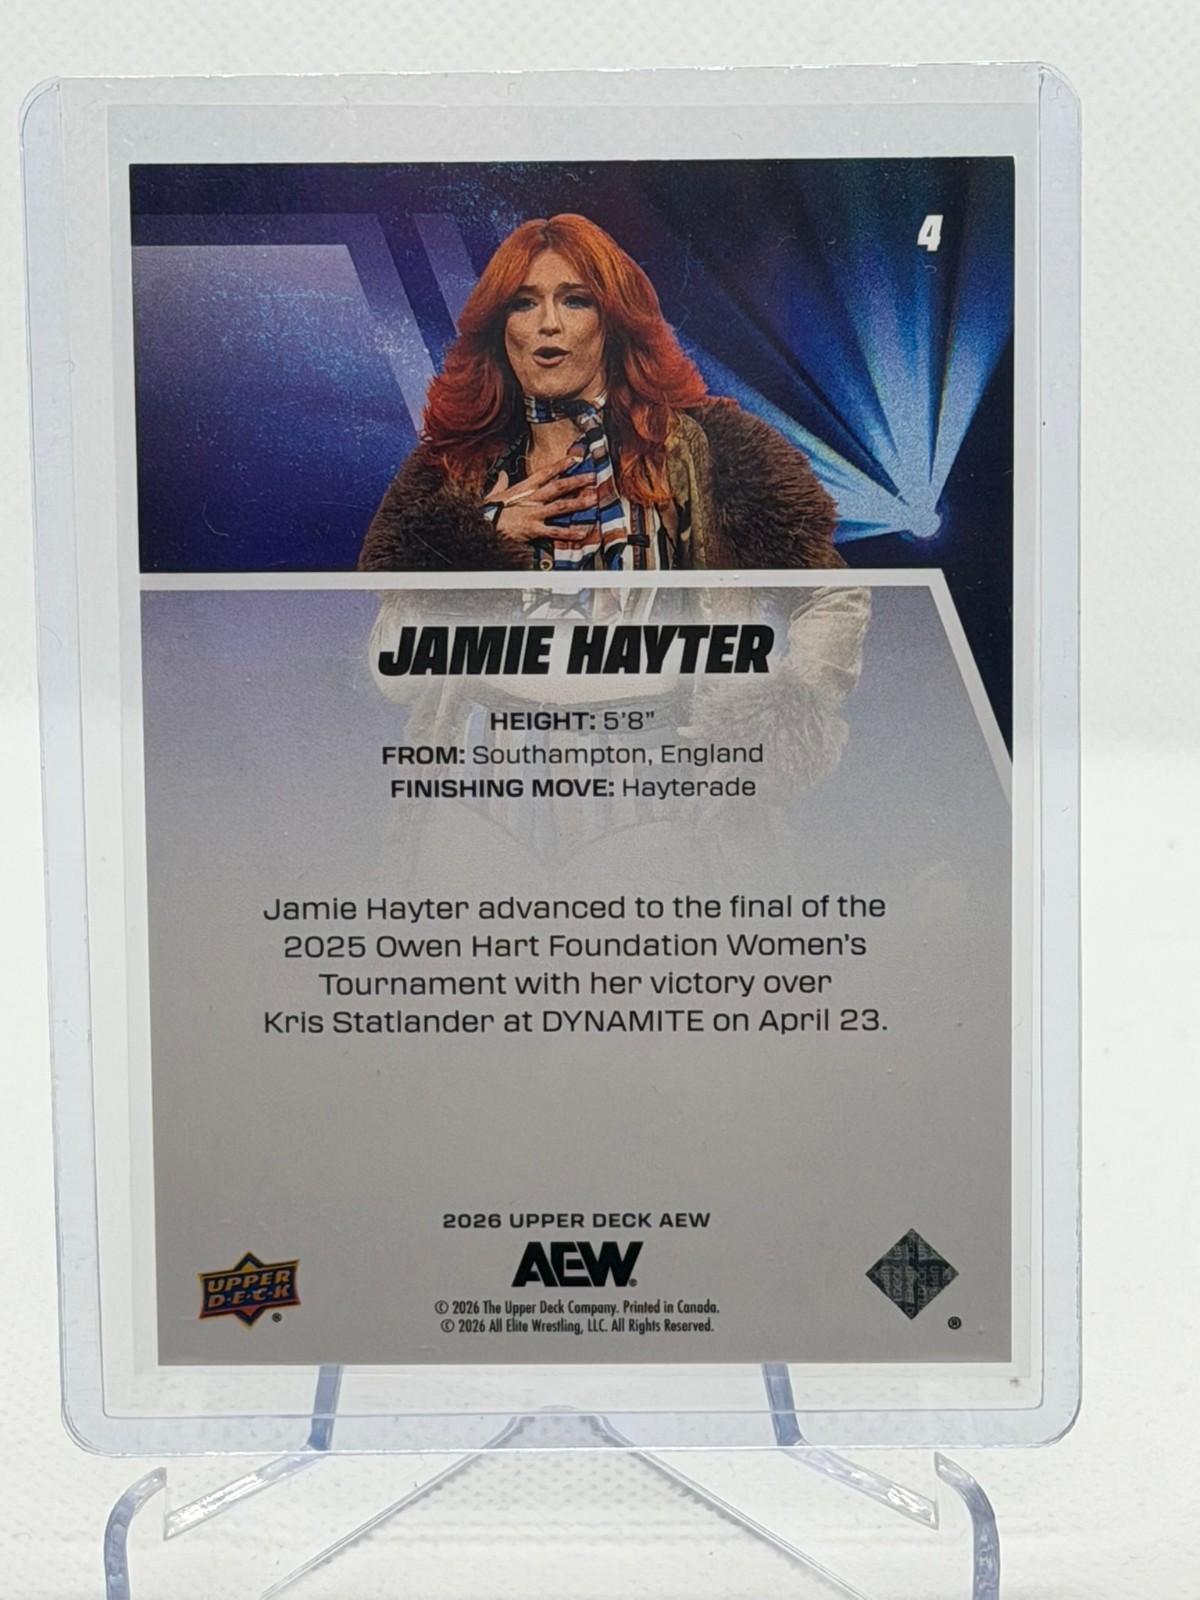 4
JAMIE HAYTER
HEIGHT: 5'8"
FROM: Southampton, England
FINISHING MOVE: Hayterade
Jamie Hayter advanced to the final of the
2025 Owen Hart Foundation Women's
Tournament with her victory over
Kris Statlander at DYNAMITE on April 23.
2026 UPPER DECK AEW
AEW
UPPER
DECK
®
© 2026 The Upper Deck Company. Printed in Canada.
© 2026 All Elite Wrestling, LLC. All Rights Reserved.
®